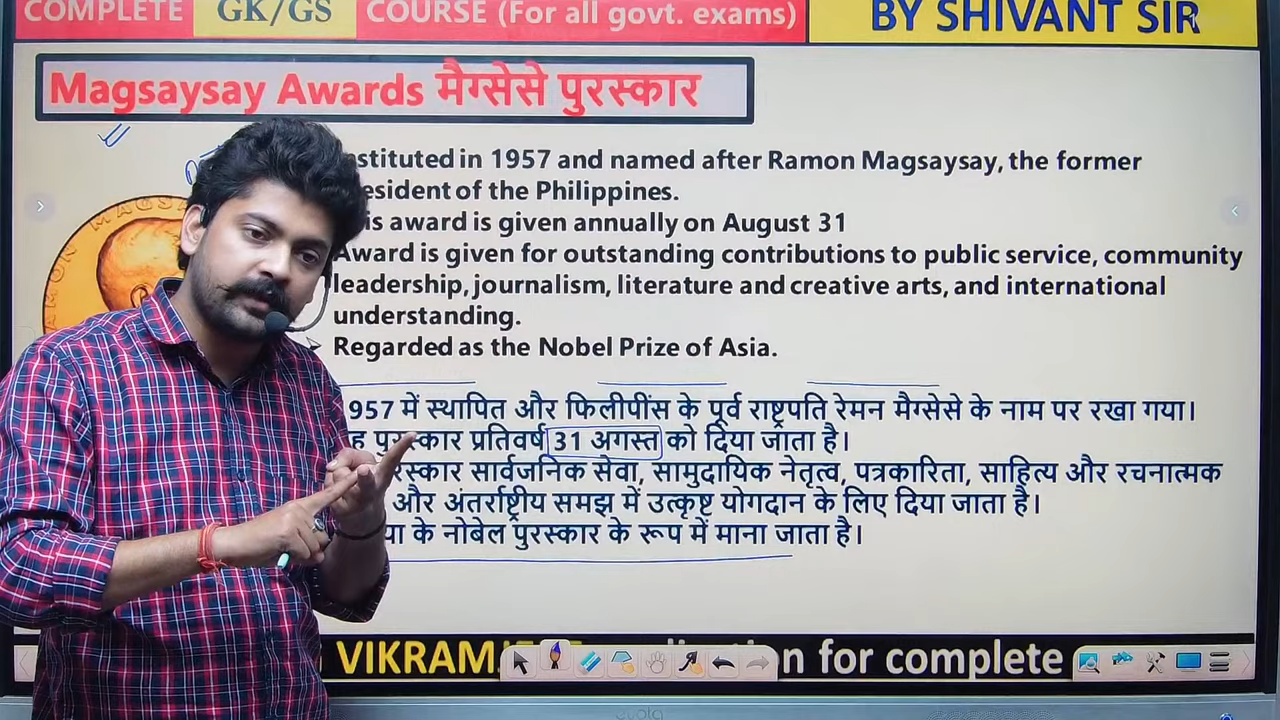 COMPLETE GK/GS COURSE (For all govt. exams) BY SHIVANT SIR
Magsaysay Awards मैग्सेसे पुरस्कार
RAMON MAGSA
nstituted in 1957 and named after Ramon Magsaysay, the former
esident of the Philippines.
is award is given annually on August 31
Award is given for outstanding contributions to public service, community
leadership, journalism, literature and creative arts, and international
understanding.
Regarded as the Nobel Prize of Asia.
957 में स्थापित और फिलीपींस के पूर्व राष्ट्रपति रेमन मैग्सेसे के नाम पर रखा गया।
ह पुरस्कार प्रतिवर्ष 31 अगस्त को दिया जाता है।
रस्कार सार्वजनिक सेवा, सामुदायिक नेतृत्व, पत्रकारिता, साहित्य और रचनात्मक
और अंतर्राष्ट्रीय समझ में उत्कृष्ट योगदान के लिए दिया जाता है।
या के नोबेल पुरस्कार के रूप में माना जाता है।
VIKRAMJEET n for complete